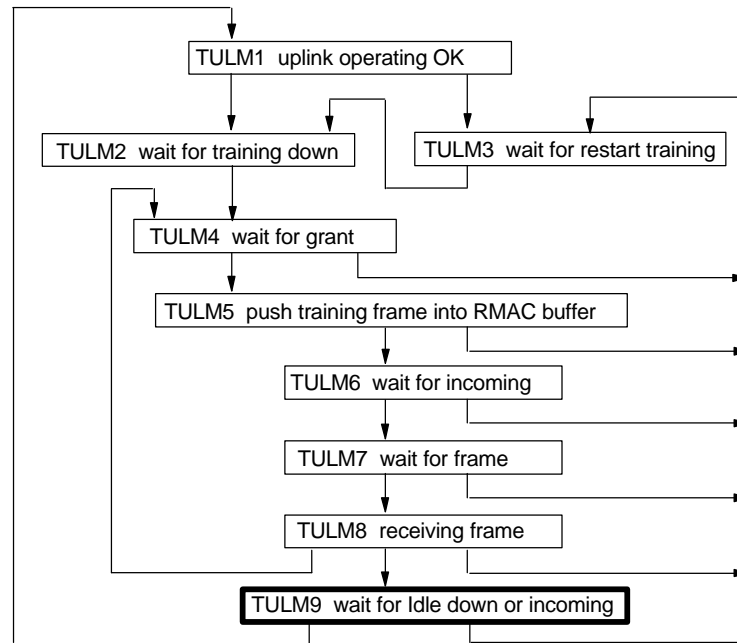 TULM1 uplink operating OK
TULM2 wait for training down
TULM3 wait for restart training
TULM4 wait for grant
TULM5 push training frame into RMAC buffer
TULM6 wait for incoming
TULM7 wait for frame
TULM8 receiving frame
TULM9 wait for Idle down or incoming